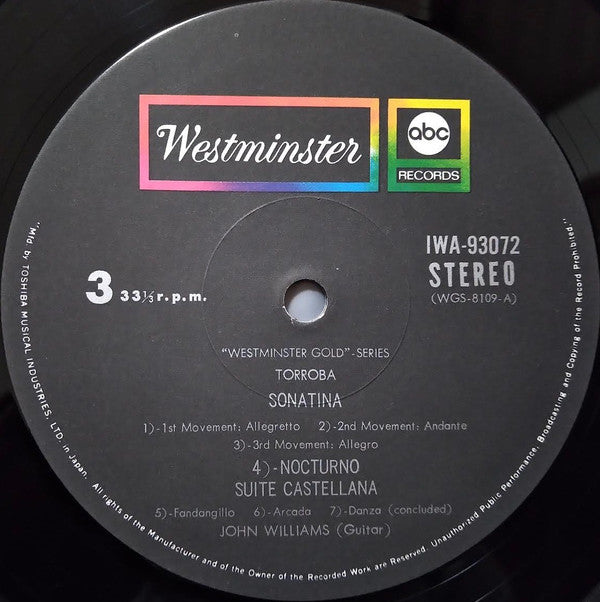 Westminster
abc
RECORDS
IWA-93072
STEREO
(WGS-8109-A)
3 33⅓ r.p.m.
"WESTMINSTER GOLD"-SERIES
TORROBA
SONATINA
1)-1st Movement: Allegretto 2)-2nd Movement: Andante
3)-3rd Movement: Allegro
4)-NOCTURNO
SUITE CASTELLANA
5)-Fandangillo 6)-Arcada 7)-Danza (concluded)
JOHN WILLIAMS (Guitar)
"Mfd. by TOSHIBA MUSICAL INDUSTRIES, LTD. in Japan. All rights of the Manufacturer and of the Owner of the Recorded Work are Reserved. Unauthorized Public Performance, Broadcasting and Copying of the Record Prohibited."